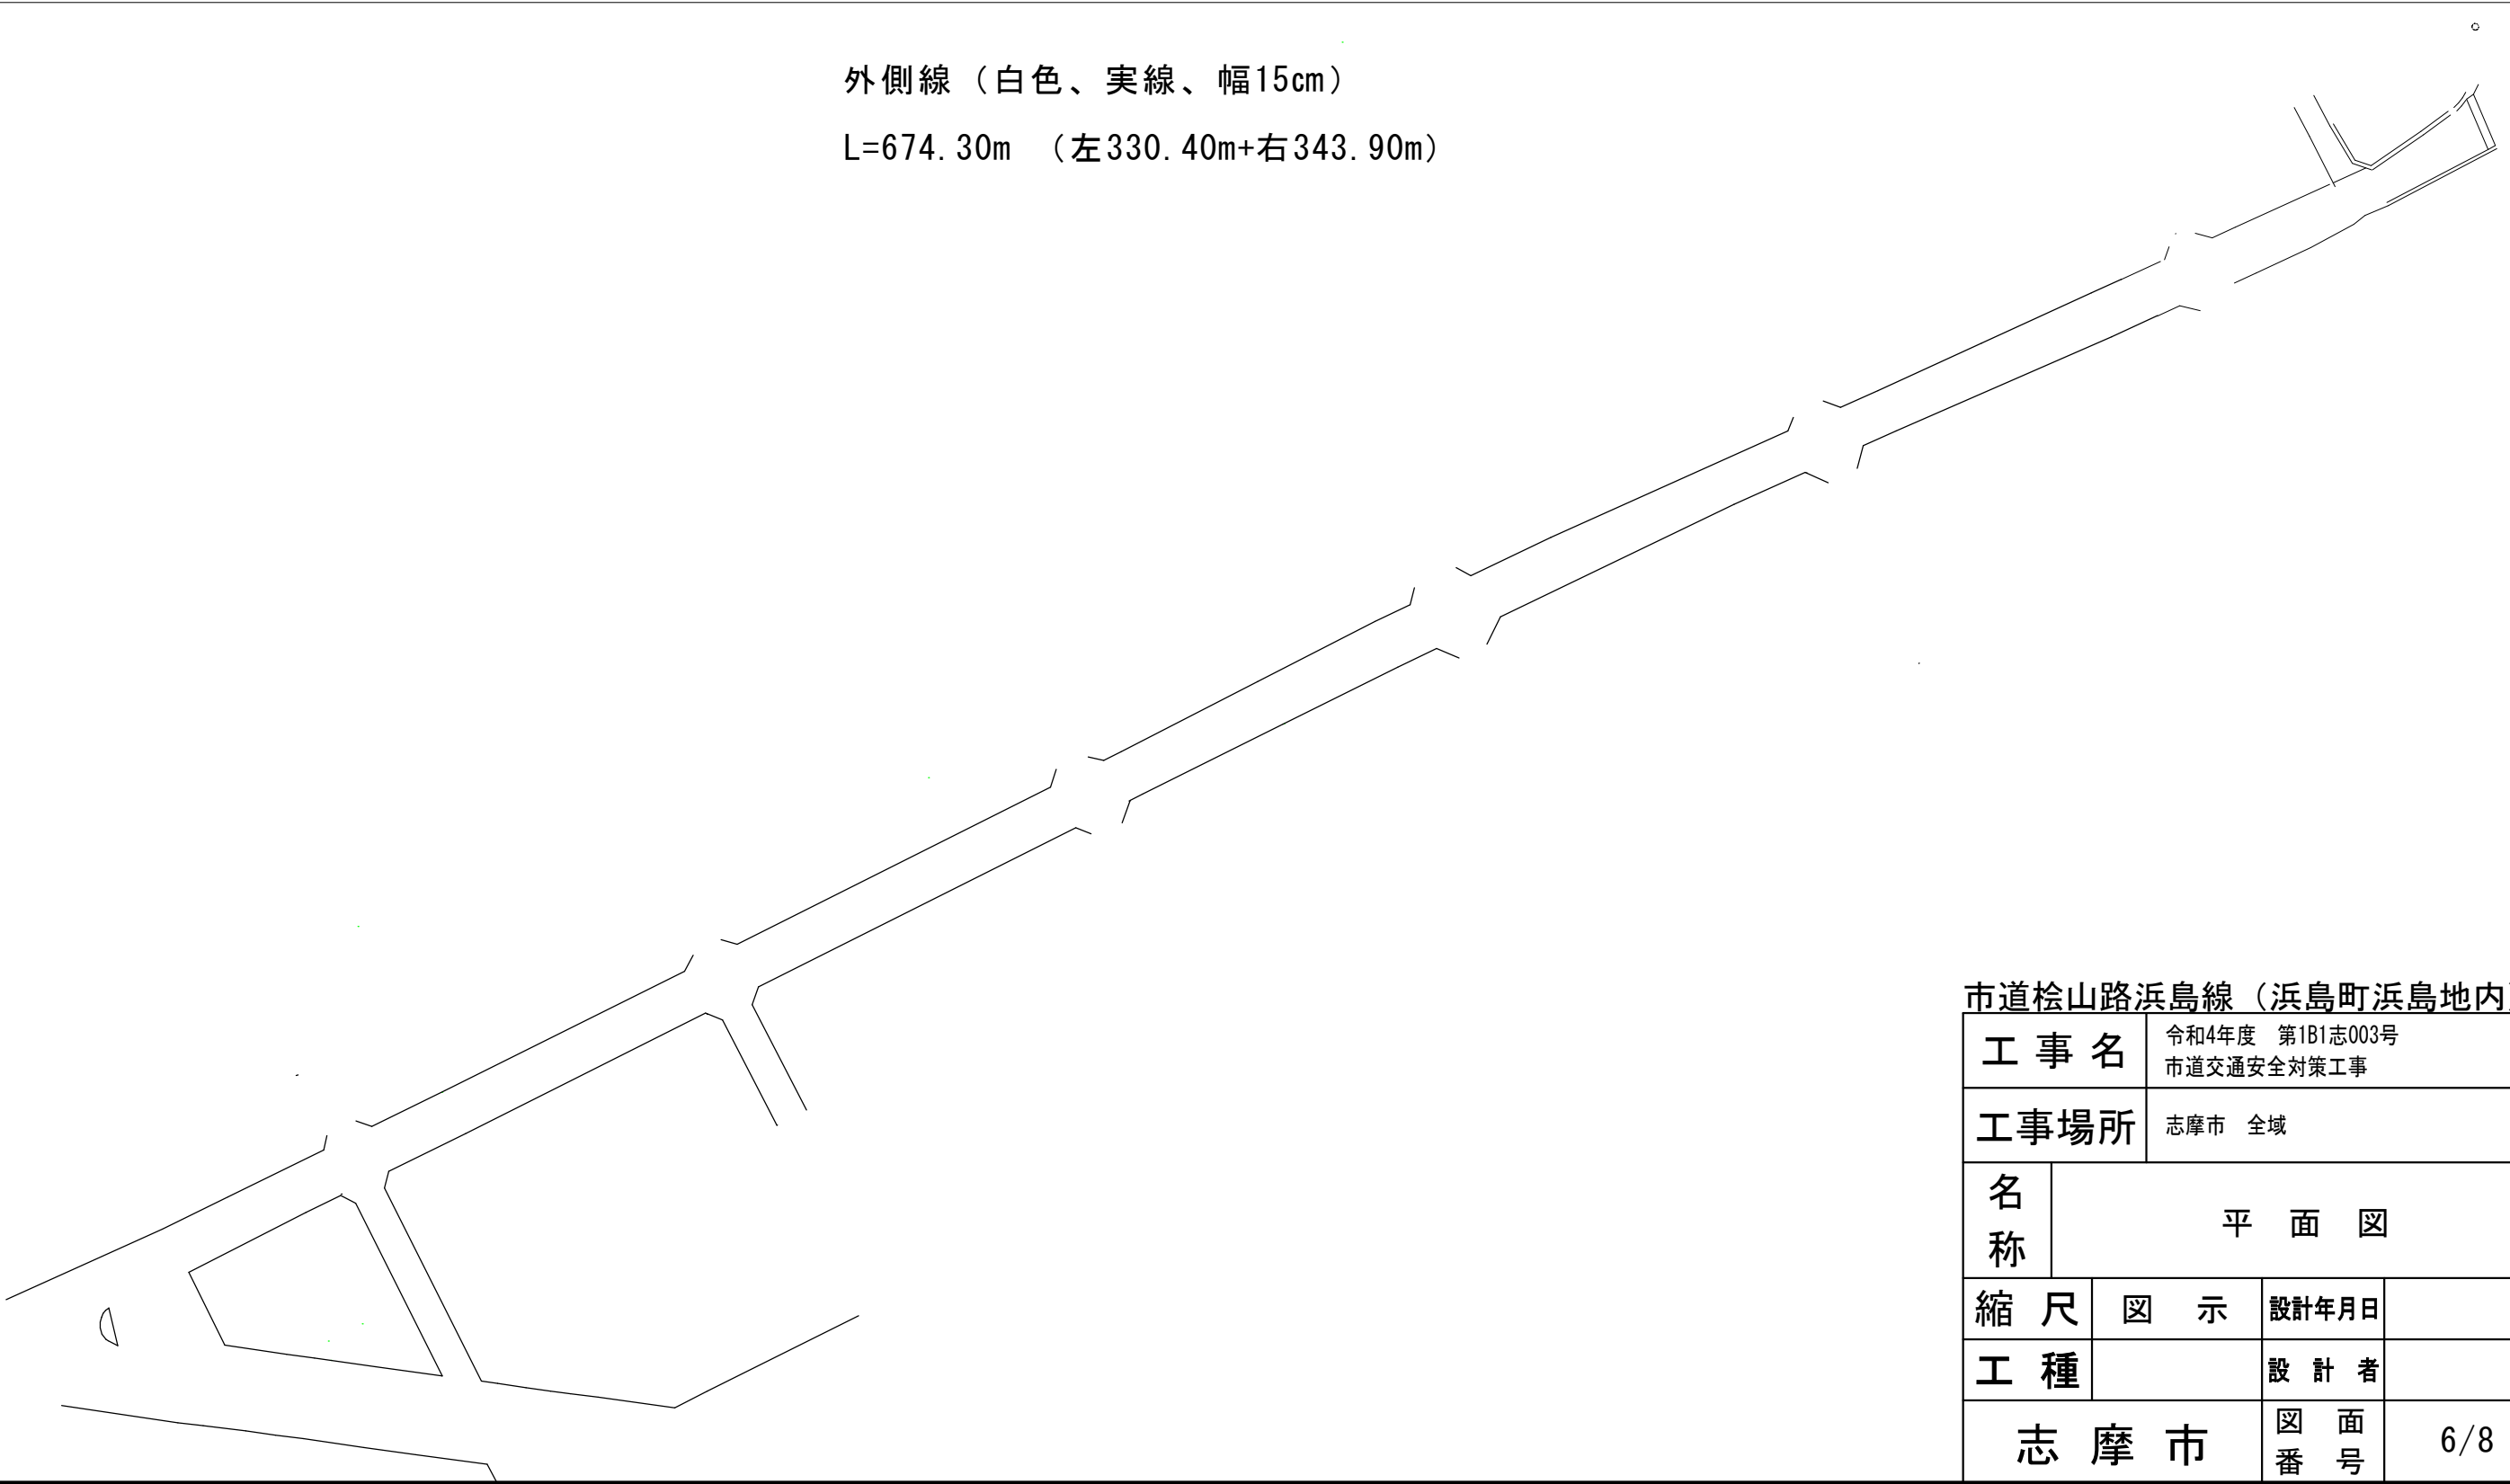 外側線（白色、実線、幅15㎝）
L=674.30m　（左330.40m+右343.90m）
市道桧山路浜島線（浜島町浜島地内）
工事名
令和4年度　第1B1志003号
市道交通安全対策工事
工事場所
志摩市　全域
名称
平　面　図
縮　尺
図　示
設計年月日
工　種
設　計　者
志　摩　市
図　面
番　号
6/8